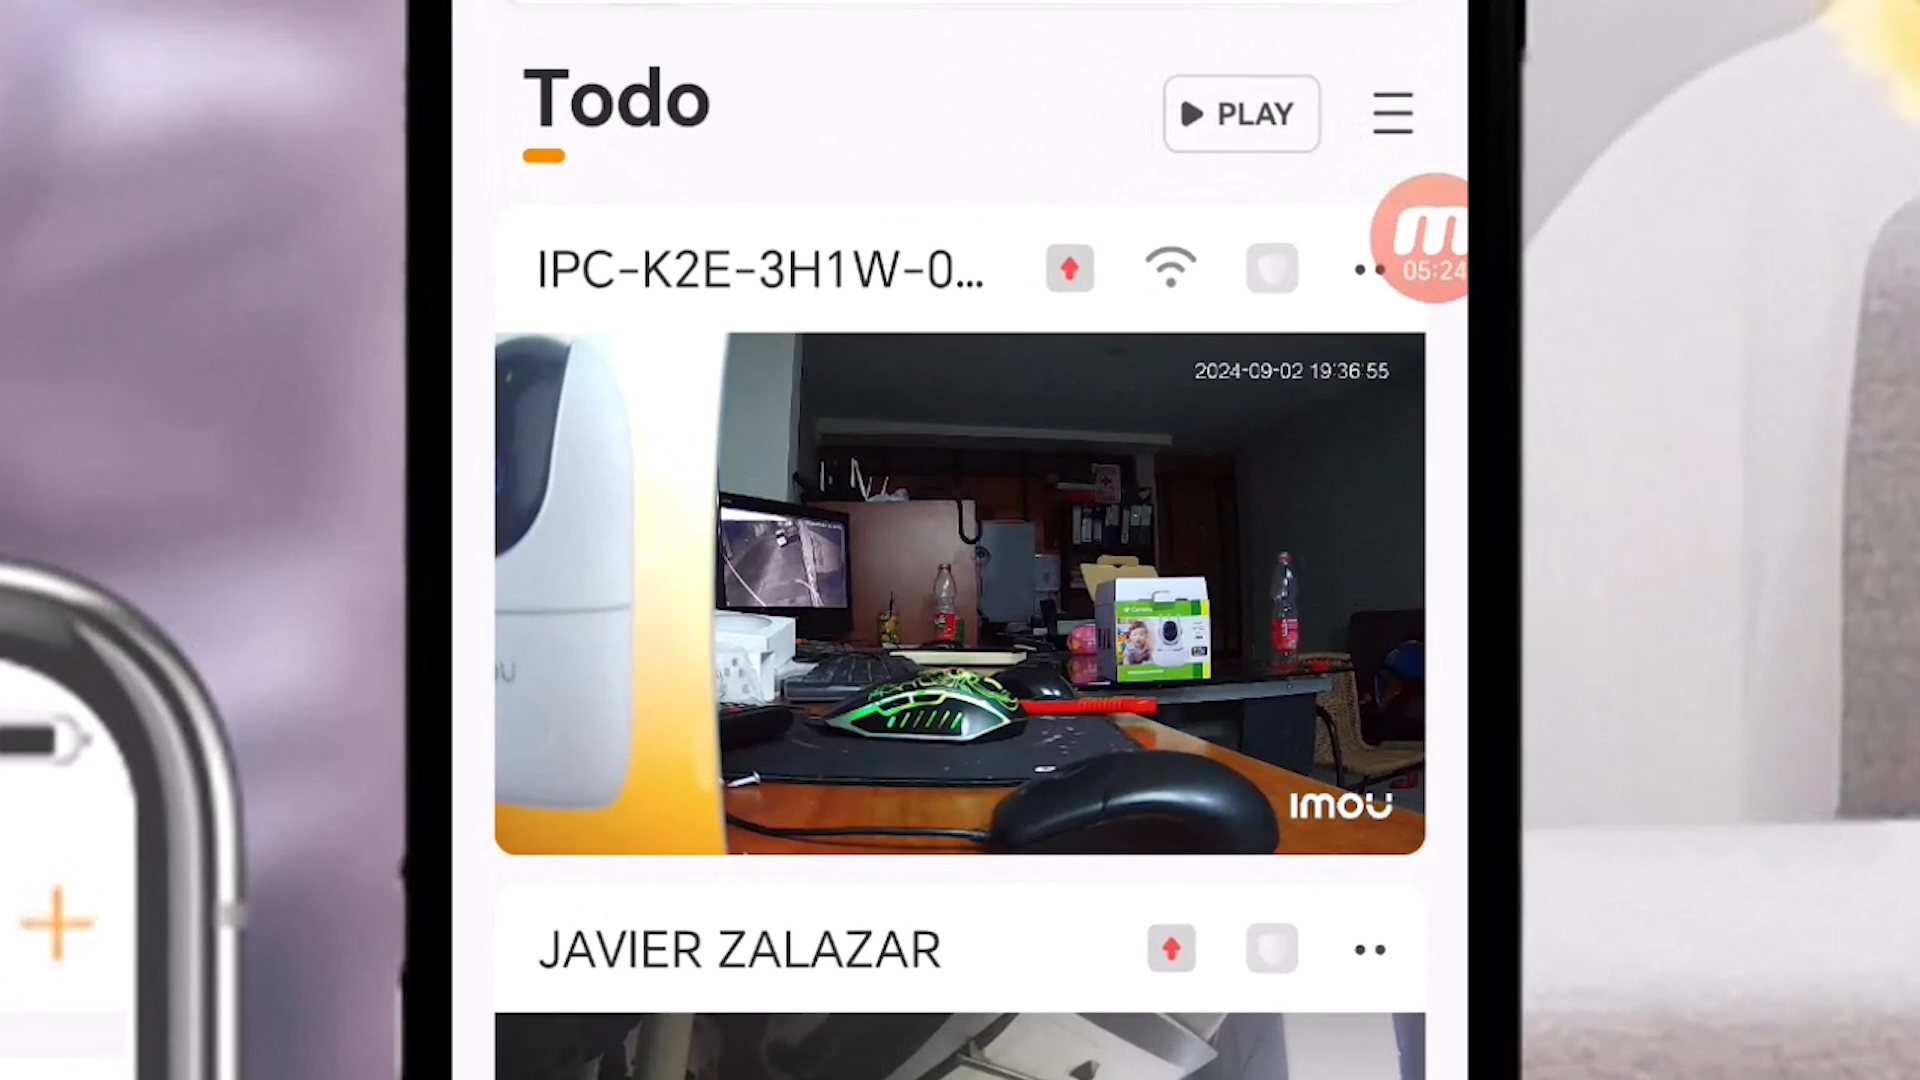 Todo
PLAY
IPC-K2E-3H1W-0...
05:24
2024-09-02 19:36:55
imou
JAVIER ZALAZAR